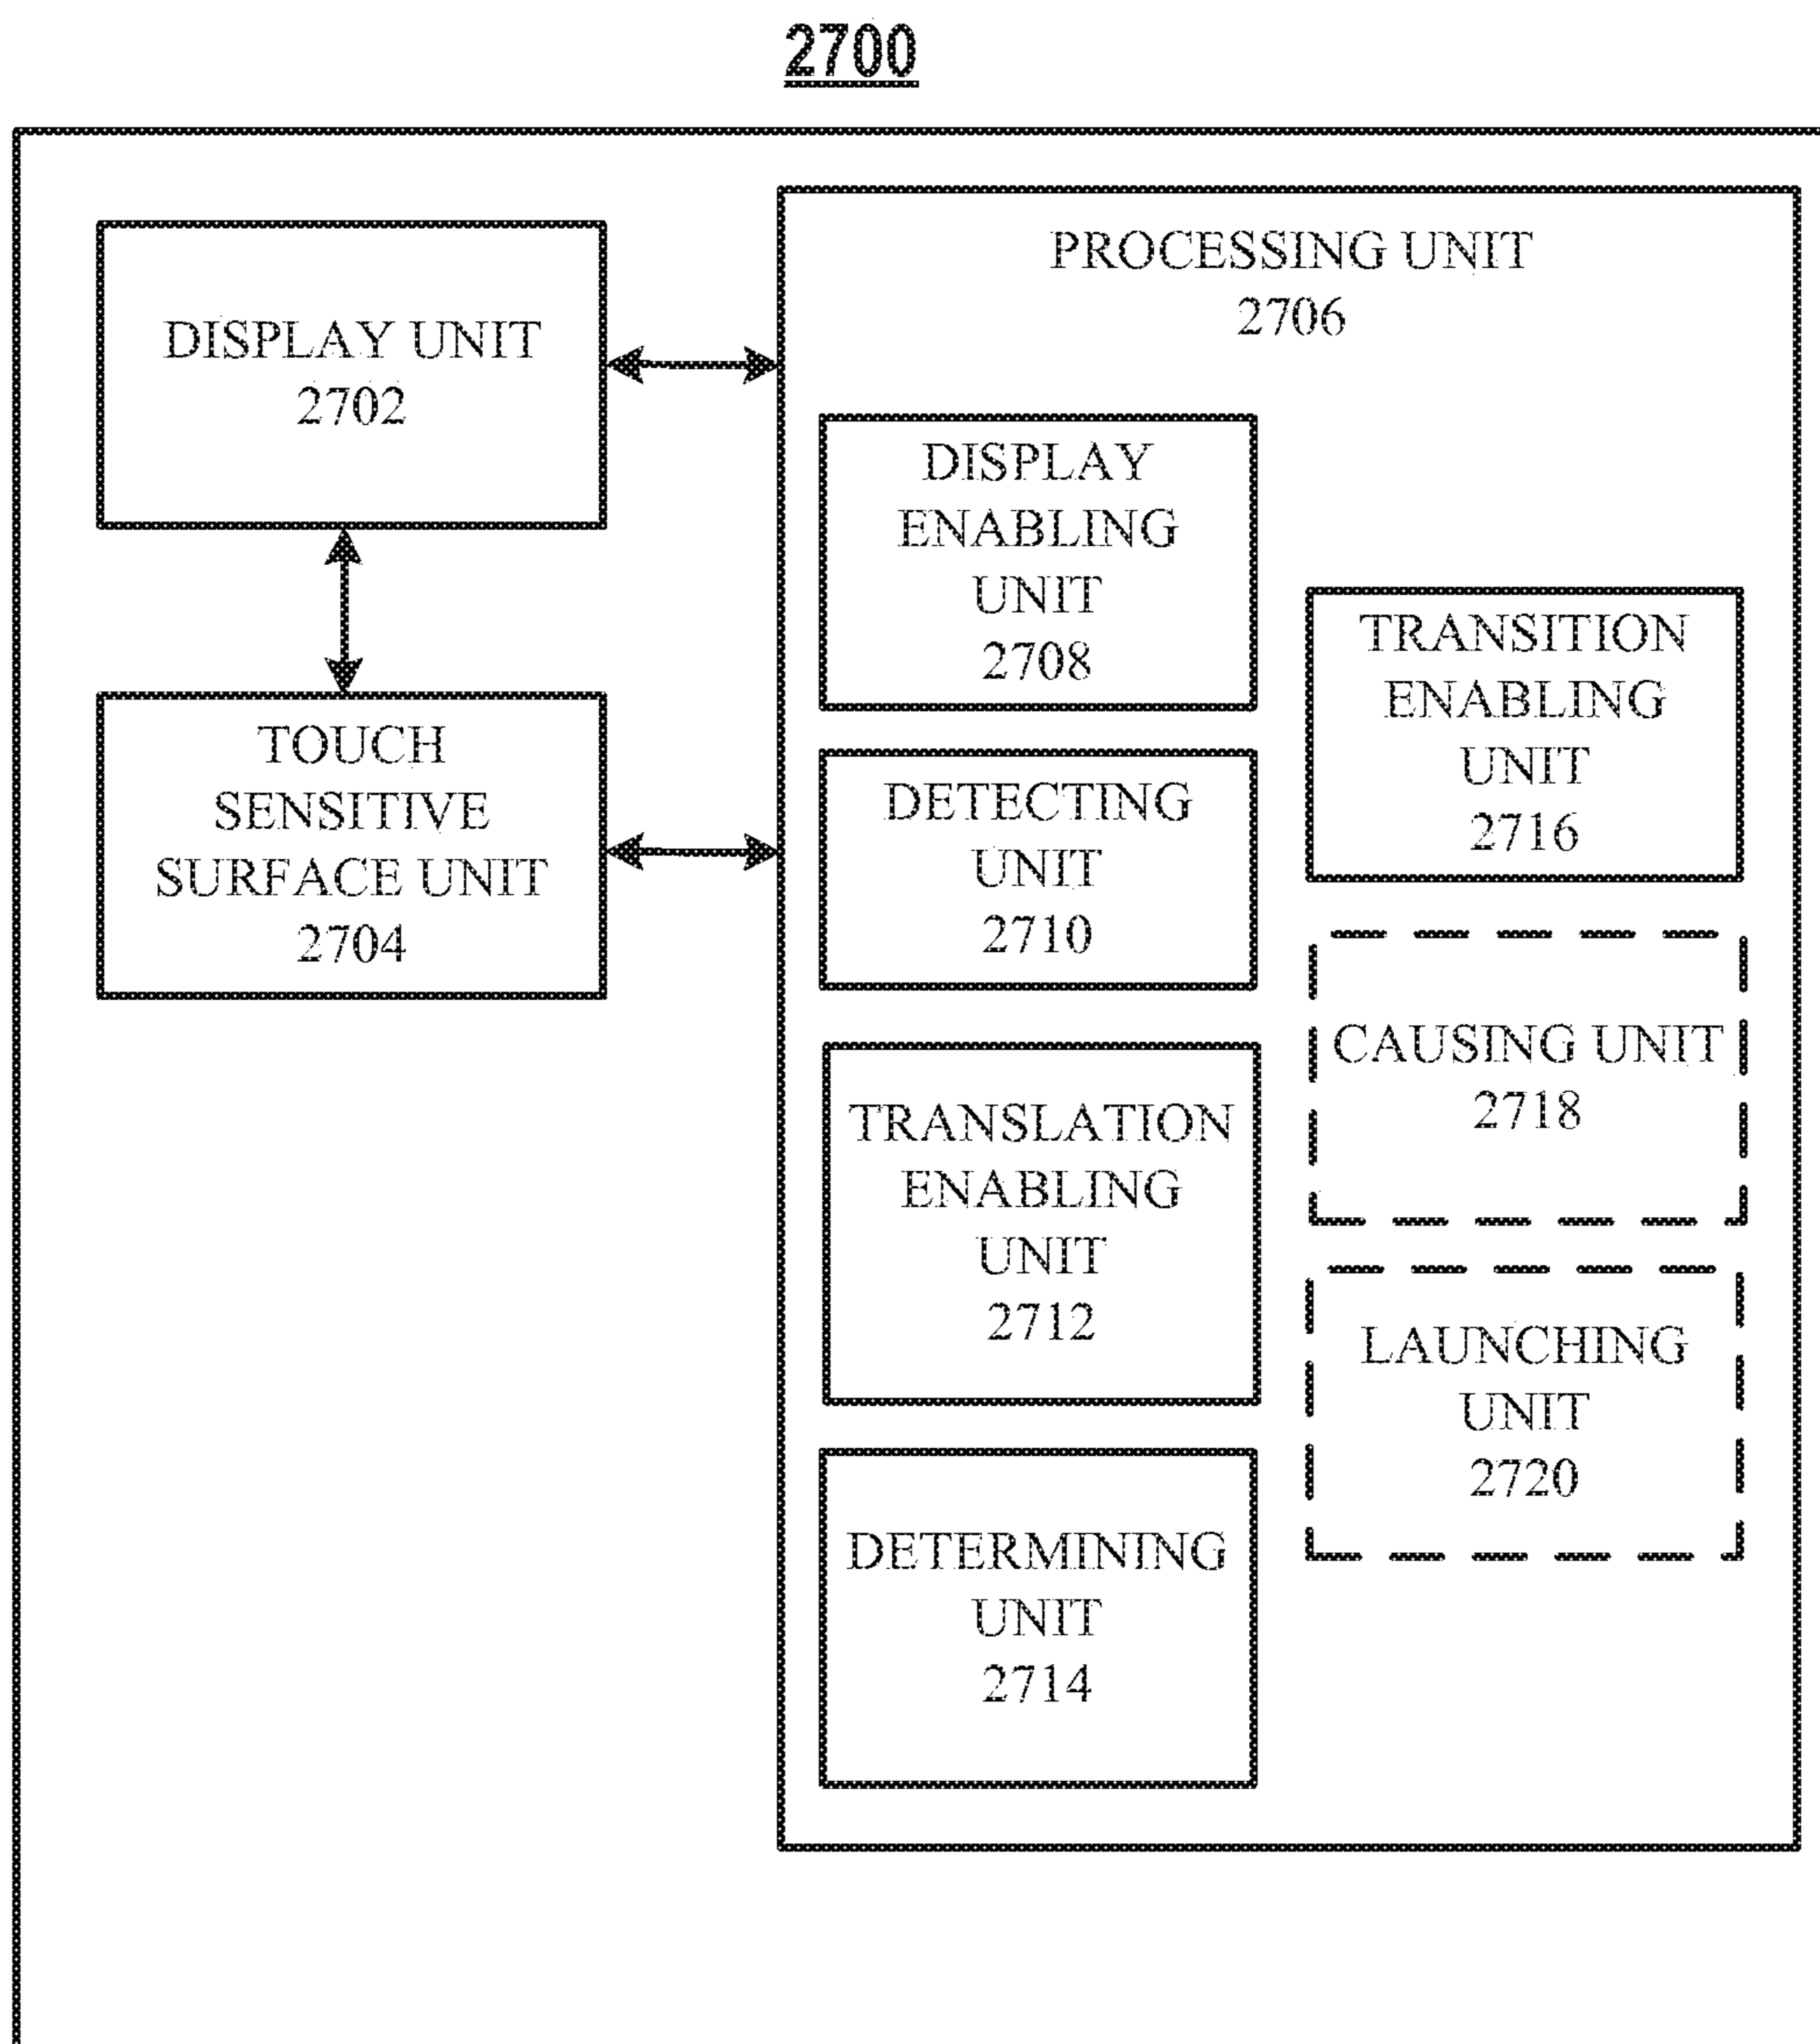 2700
DISPLAY UNIT
2702
TOUCH
SENSITIVE
SURFACE UNIT
2704
PROCESSING UNIT
2706
DISPLAY
ENABLING
UNIT
2708
DETECTING
UNIT
2710
TRANSLATION
ENABLING
UNIT
2712
DETERMINING
UNIT
2714
TRANSITION
ENABLING
UNIT
2716
CAUSING UNIT
2718
LAUNCHING
UNIT
2720